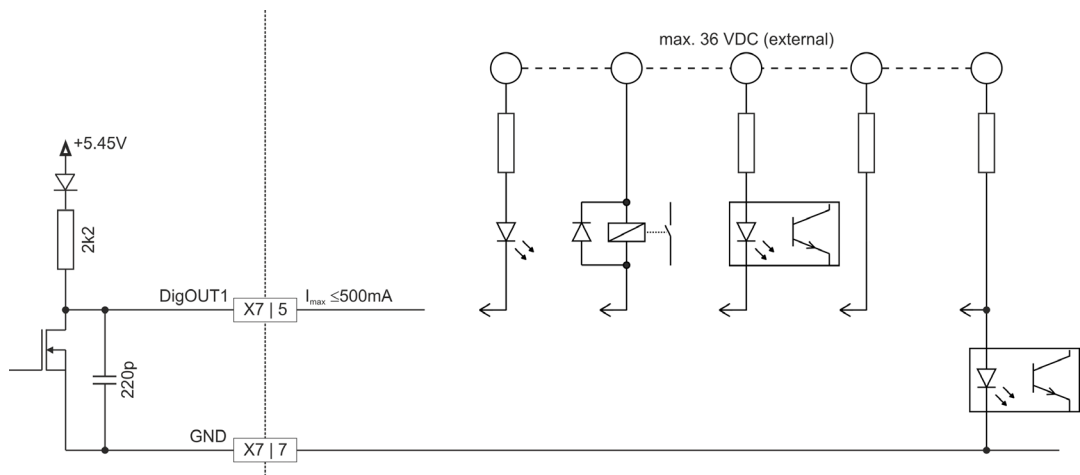 max. 36 VDC (external)
+5.45V
2k2
DigOUT1
X7 | 5
Imax ≤500mA
220p
GND
X7 | 7